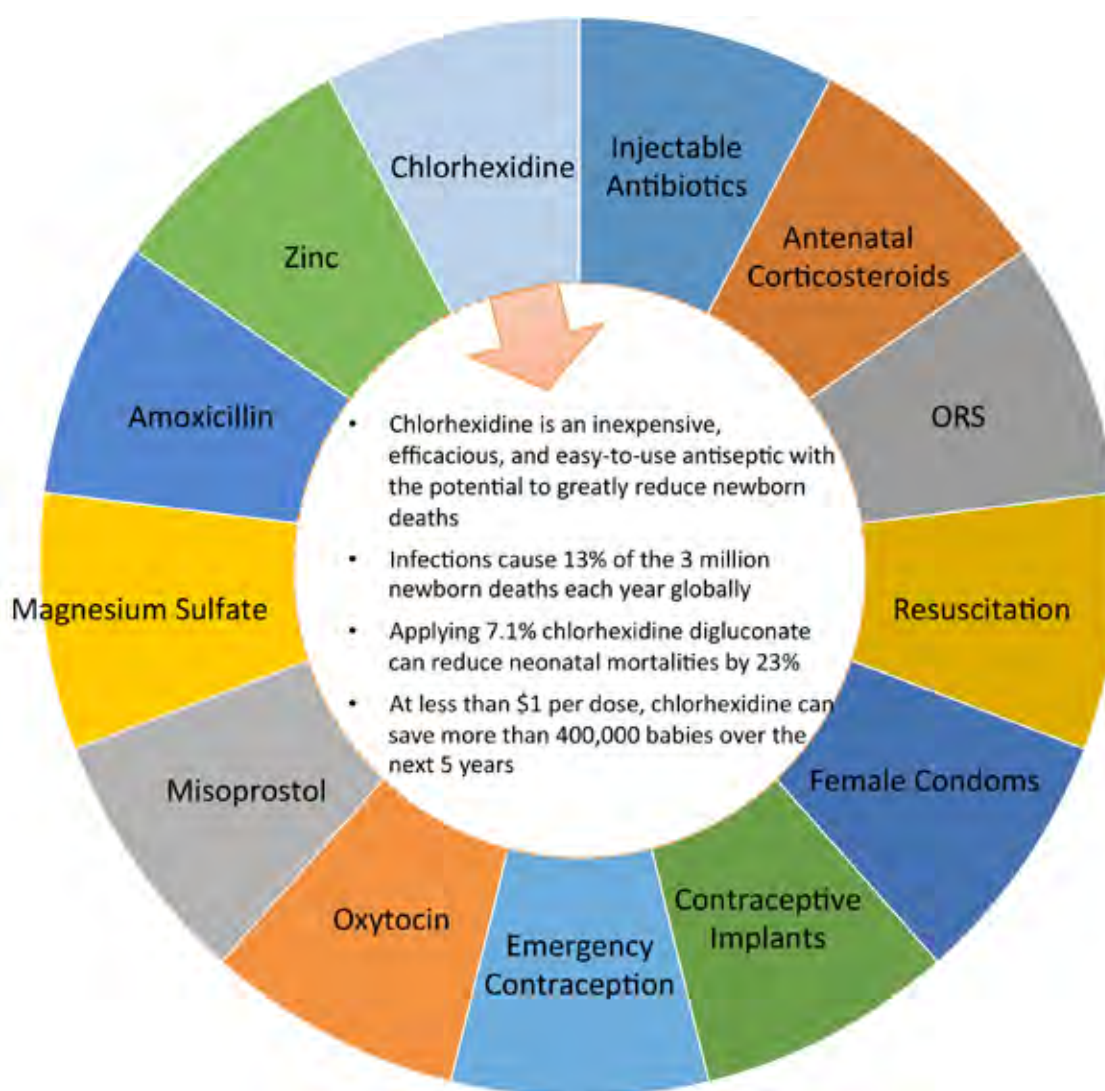 Chlorhexidine
Injectable
Antibiotics
Antenatal
Corticosteroids
ORS
Resuscitation
Female Condoms
Contraceptive
Implants
Emergency
Contraception
Oxytocin
Misoprostol
Magnesium Sulfate
Amoxicillin
Zinc
• Chlorhexidine is an inexpensive,
efficacious, and easy-to-use antiseptic with
the potential to greatly reduce newborn
deaths
• Infections cause 13% of the 3 million
newborn deaths each year globally
• Applying 7.1% chlorhexidine digluconate
can reduce neonatal mortalities by 23%
• At less than $1 per dose, chlorhexidine can
save more than 400,000 babies over the
next 5 years